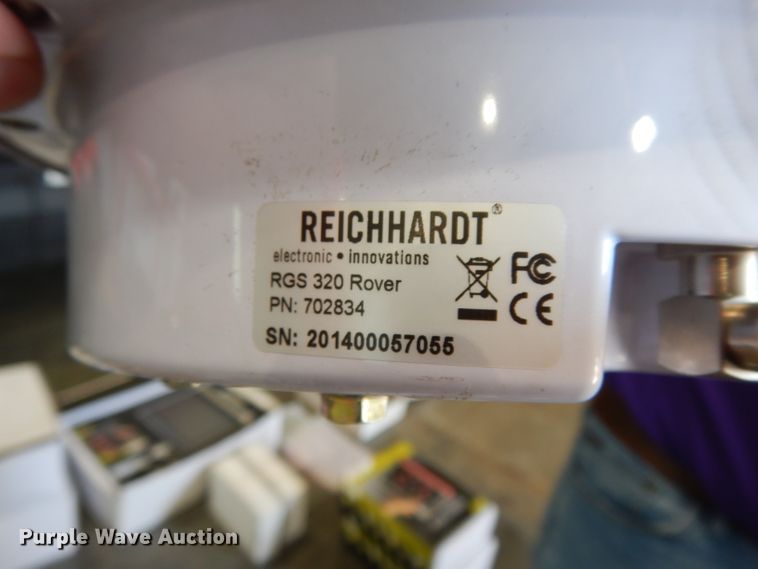 REICHHARDT®
electronic • innovations
RGS 320 Rover
PN: 702834
SN: 201400057055
FC
CE
Purple Wave Auction